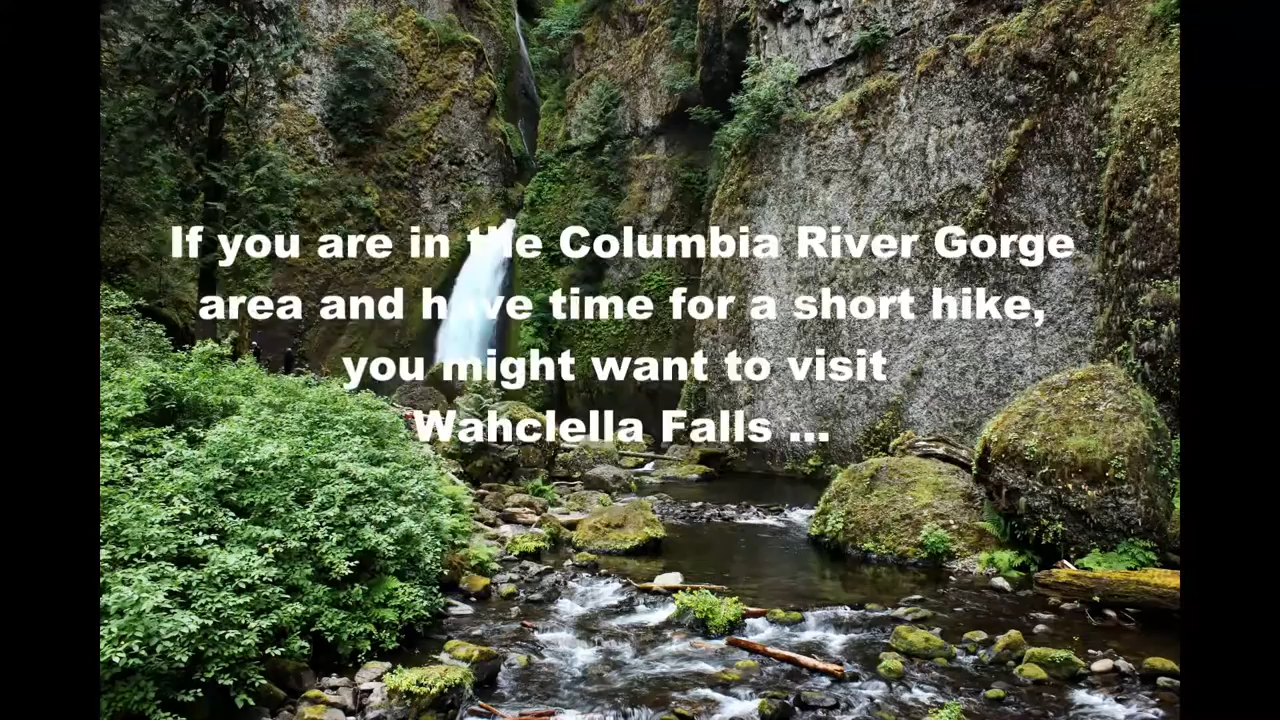 If you are in the Columbia River Gorge
area and have time for a short hike,
you might want to visit
Wahclella Falls ...